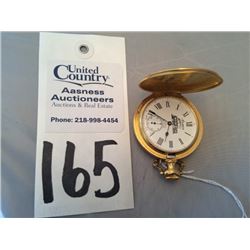 United
Country
Aasness
Auctioneers
Auctions & Real Estate
Phone: 218-998-4454
165